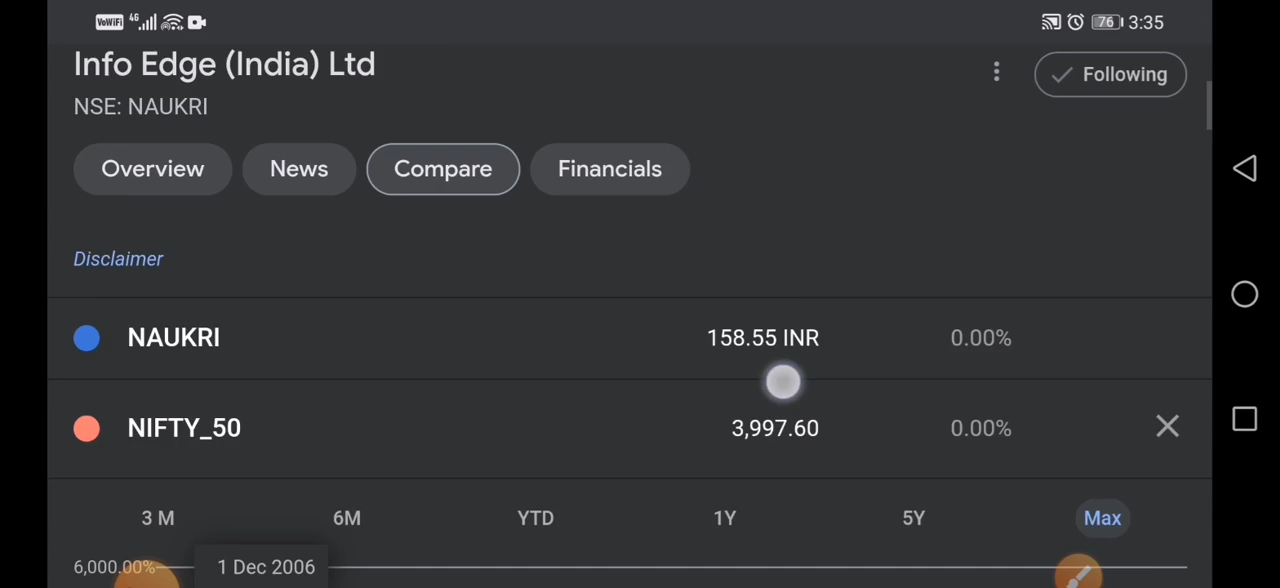 VoWiFi 4G 76 3:35
Info Edge (India) Ltd
Following
NSE: NAUKRI
Overview News Compare Financials
Disclaimer
NAUKRI 158.55 INR 0.00%
NIFTY_50 3,997.60 0.00%
3 M 6M YTD 1Y 5Y Max
6,000.00% 1 Dec 2006